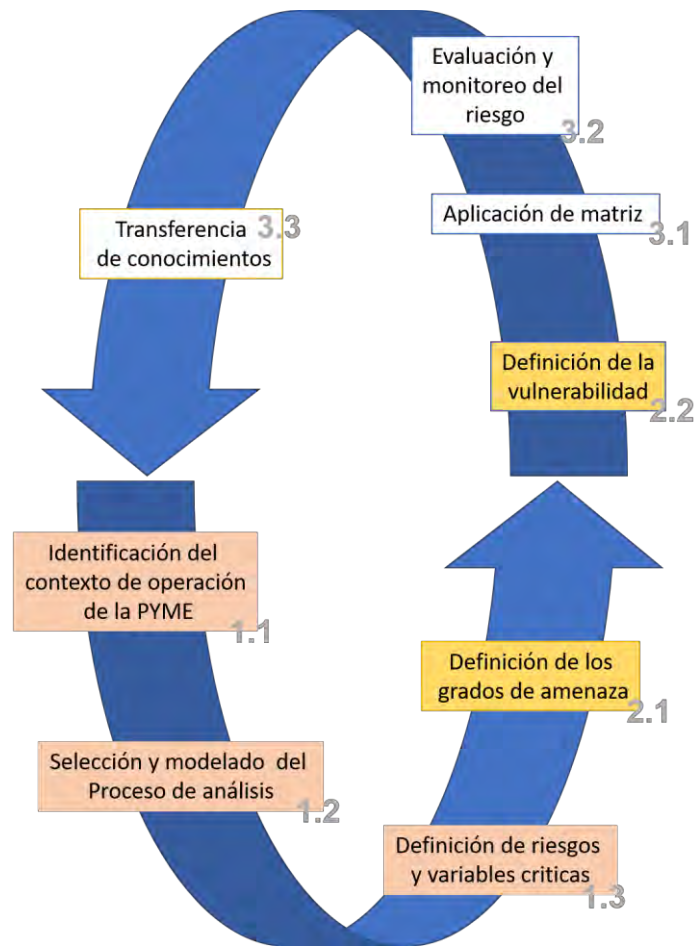 Evaluación y
monitoreo del
riesgo
3.2
Transferencia
de conocimientos
3.3
Aplicación de matriz
3.1
Definición de la
vulnerabilidad
2.2
Identificación del
contexto de operación
de la PYME
1.1
Definición de los
grados de amenaza
2.1
Selección y modelado del
Proceso de análisis
1.2
Definición de riesgos
y variables criticas
1.3